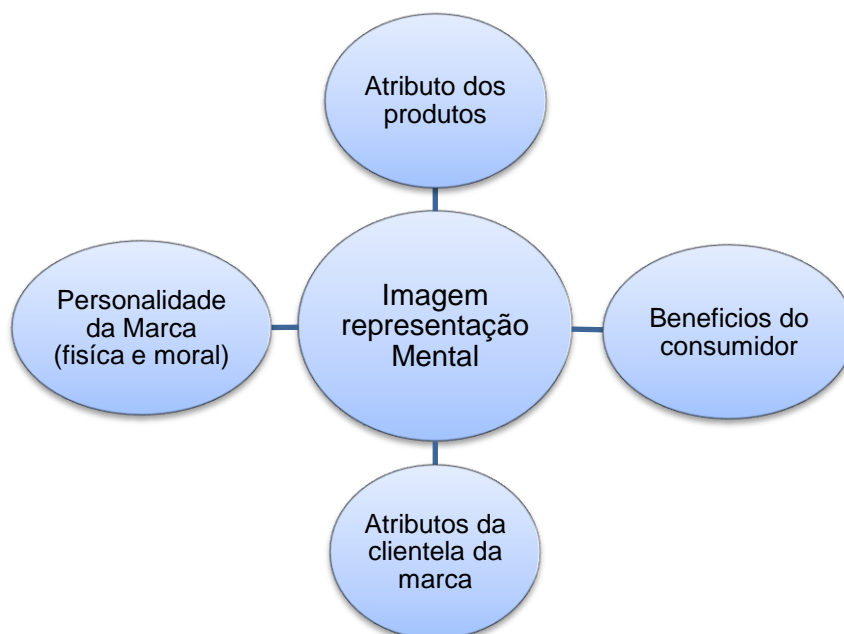 Atributo dos
produtos
Personalidade
da Marca
(fisíca e moral)
Imagem
representação
Mental
Beneficios do
consumidor
Atributos da
clientela da
marca